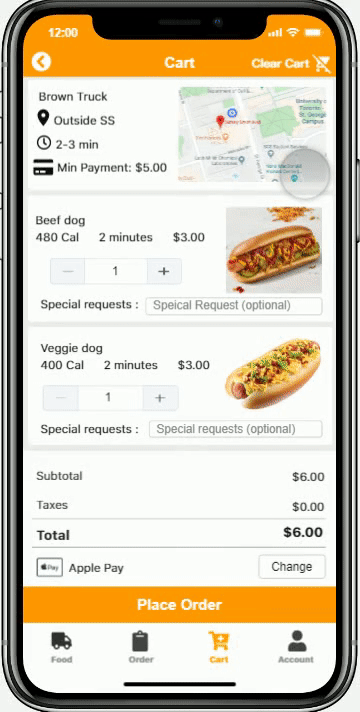 12:00
Cart
Clear Cart
Brown Truck
Outside SS
2-3 min
Min Payment: $5.00
Beef dog
480 Cal 2 minutes $3.00
− 1 +
Special requests : Speical Request (optional)
Veggie dog
400 Cal 2 minutes $3.00
− 1 +
Special requests : Special requests (optional)
Subtotal $6.00
Taxes $0.00
Total $6.00
Pay Apple Pay Change
Place Order
Food Order Cart Account